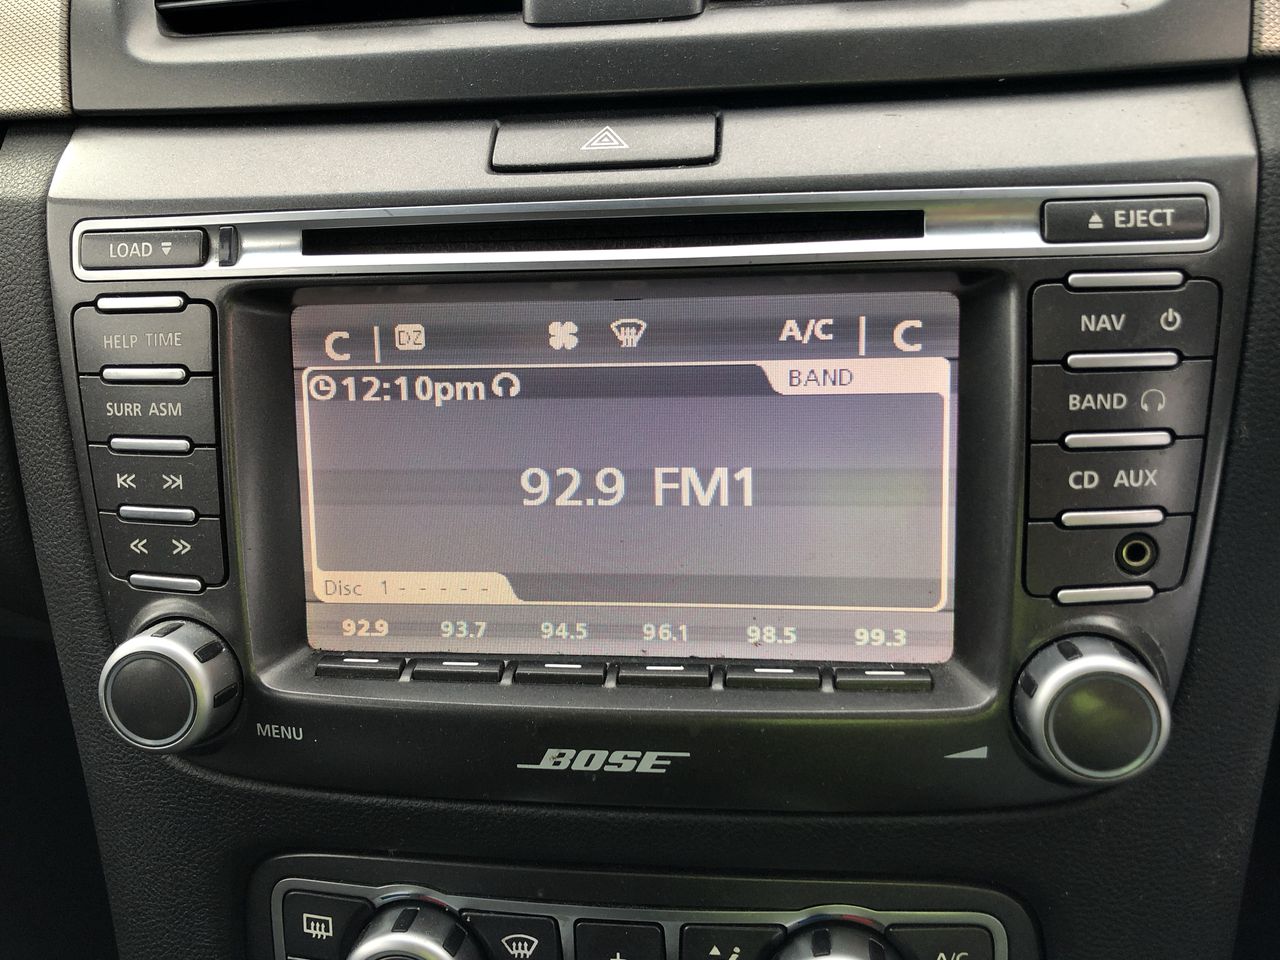 LOAD
EJECT
HELP TIME
SURR ASM
NAV
BAND
CD AUX
C | DZ A/C | C
12:10pm
BAND
92.9 FM1
Disc 1 - - - - -
92.9 93.7 94.5 96.1 98.5 99.3
MENU
BOSE
A/C